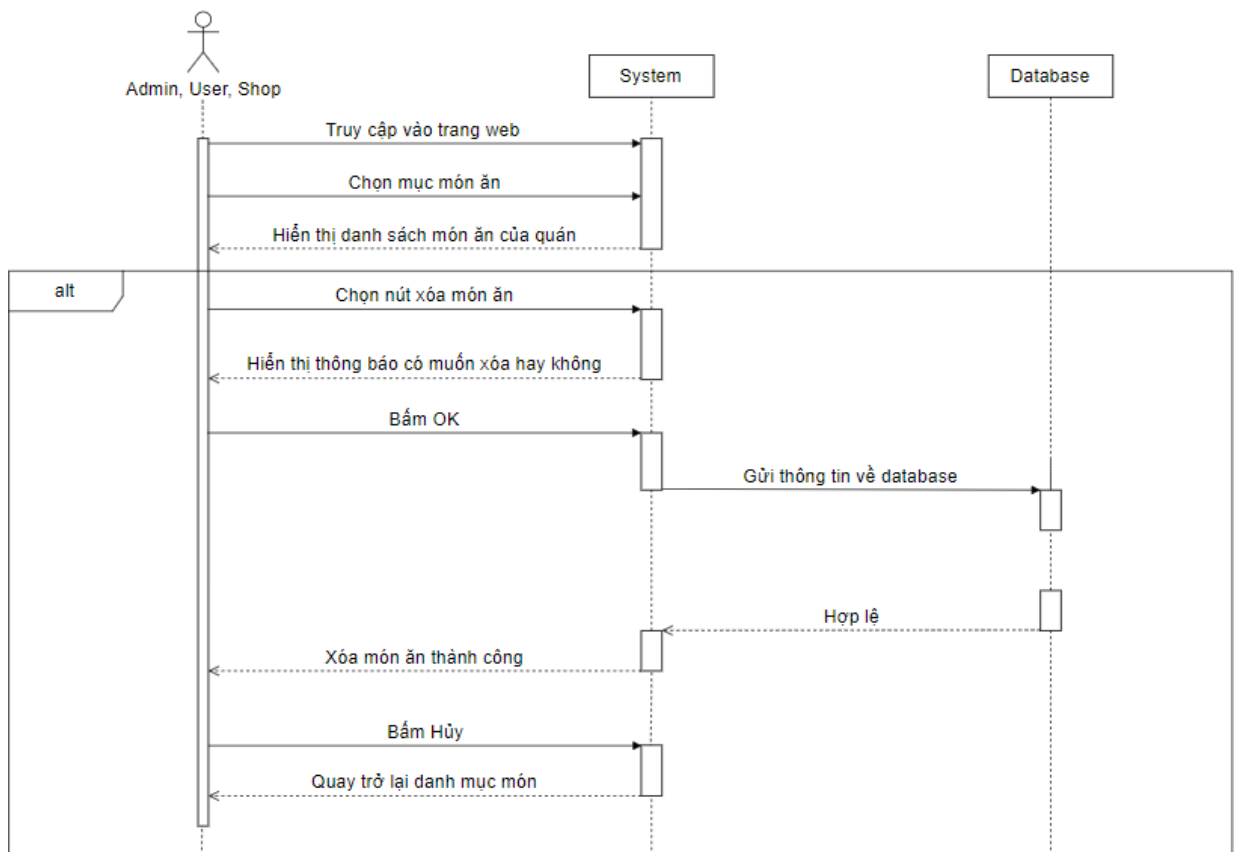 Admin, User, Shop
System
Database
Truy cập vào trang web
Chọn mục món ăn
Hiển thị danh sách món ăn của quán
alt
Chọn nút xóa món ăn
Hiển thị thông báo có muốn xóa hay không
Bấm OK
Gửi thông tin về database
Hợp lệ
Xóa món ăn thành công
Bấm Hủy
Quay trở lại danh mục món